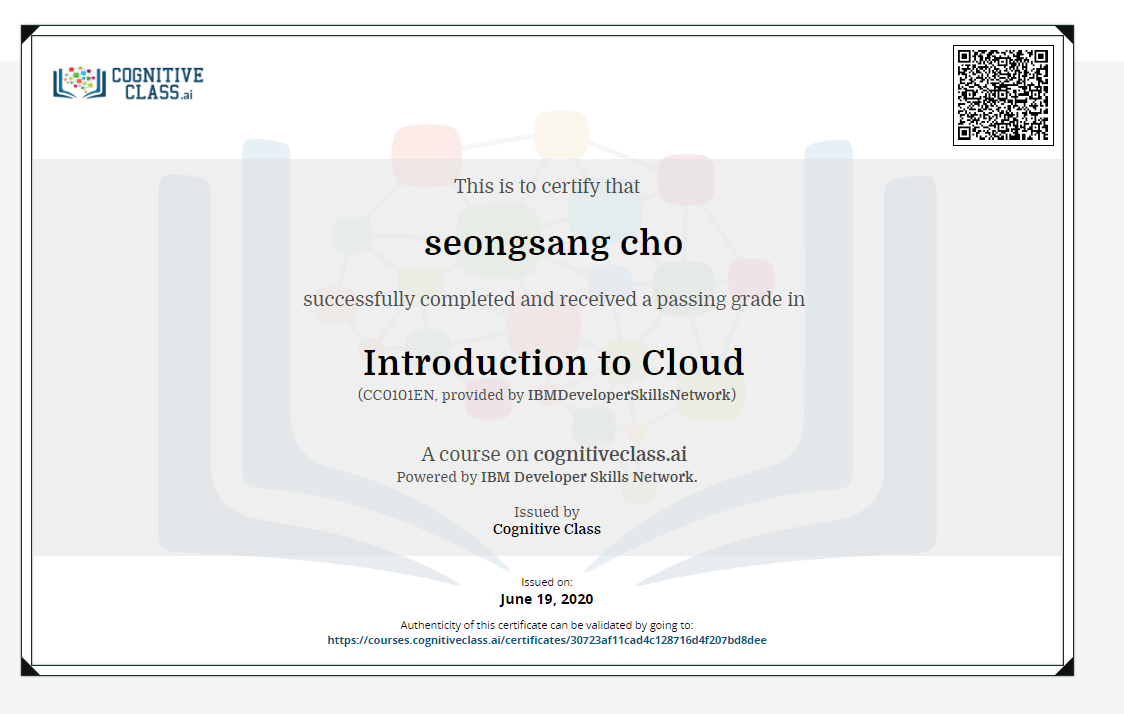 COGNITIVE
CLASS.ai
This is to certify that
seongsang cho
successfully completed and received a passing grade in
Introduction to Cloud
(CC0101EN, provided by IBMDeveloperSkillsNetwork)
A course on cognitiveclass.ai
Powered by IBM Developer Skills Network.
Issued by
Cognitive Class
Issued on:
June 19, 2020
Authenticity of this certificate can be validated by going to:
https://courses.cognitiveclass.ai/certificates/30723af11cad4c128716d4f207bd8dee